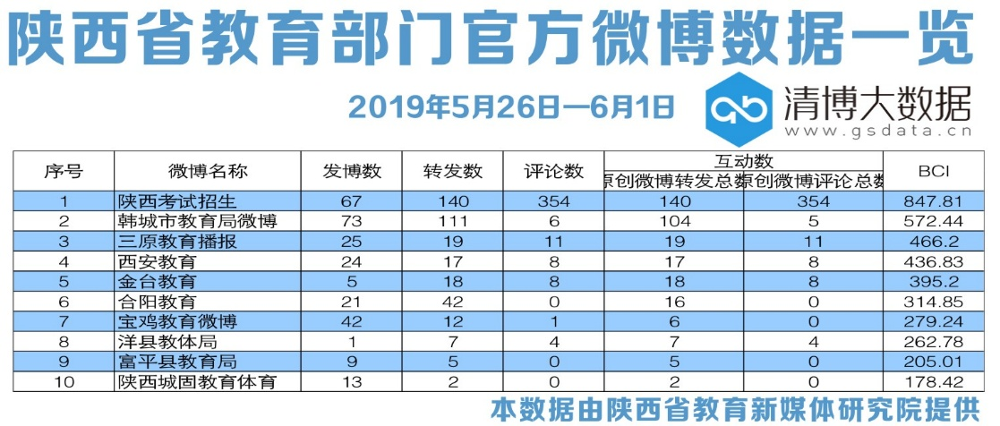 陕西省教育部门官方微博数据一览
2019年5月26日—6月1日
清博大数据
www.gsdata.cn
序号 微博名称 发博数 转发数 评论数 互动数 BCI
原创微博转发总数 原创微博评论总数
1 陕西考试招生 67 140 354 140 354 847.81
2 韩城市教育局微博 73 111 6 104 5 572.44
3 三原教育播报 25 19 11 19 11 466.2
4 西安教育 24 17 8 17 8 436.83
5 金台教育 5 18 8 18 8 395.2
6 合阳教育 21 42 0 16 0 314.85
7 宝鸡教育微博 42 12 1 6 0 279.24
8 洋县教体局 1 7 4 7 4 262.78
9 富平县教育局 9 5 0 5 0 205.01
10 陕西城固教育体育 13 2 0 2 0 178.42
本数据由陕西省教育新媒体研究院提供